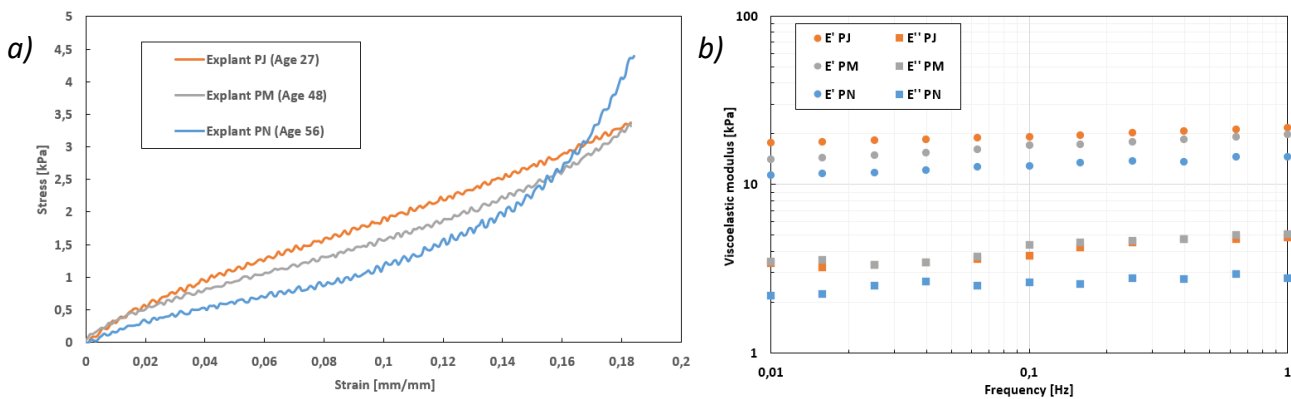 a)
5
4,5
4
3,5
3
2,5
2
1,5
1
0,5
0
Stress [kPa]
Explant PJ (Age 27)
Explant PM (Age 48)
Explant PN (Age 56)
0 0,02 0,04 0,06 0,08 0,1 0,12 0,14 0,16 0,18 0,2
Strain [mm/mm]
b)
100
10
1
Viscoelastic modulus [kPa]
E' PJ E'' PJ
E' PM E'' PM
E' PN E'' PN
0,01 0,1 1
Frequency [Hz]